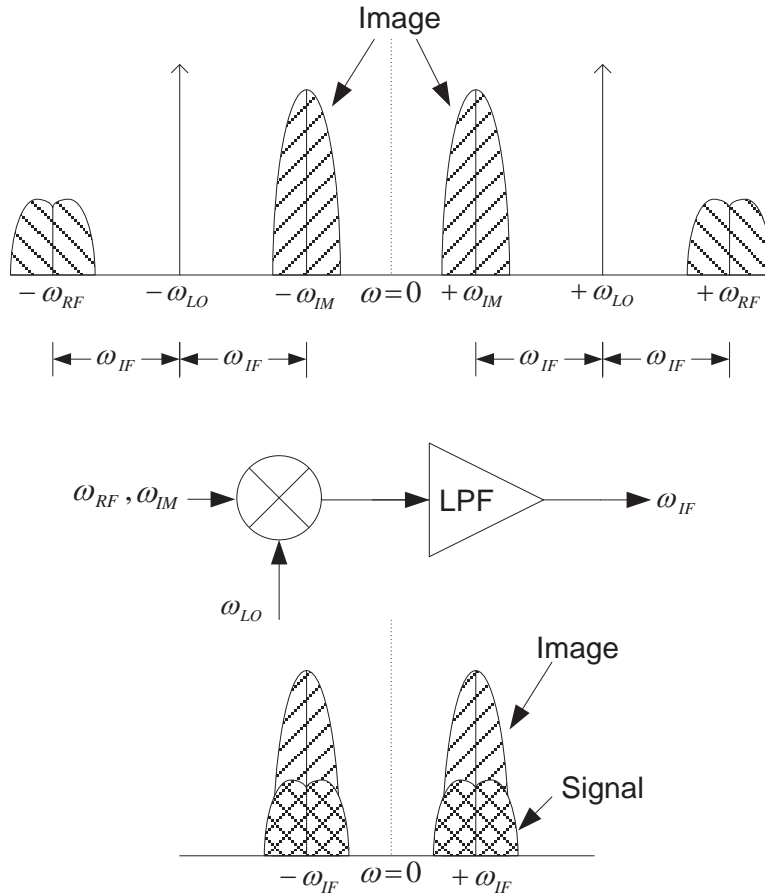 Image
− ω_RF − ω_LO − ω_IM ω=0 + ω_IM + ω_LO + ω_RF
ω_IF ω_IF ω_IF ω_IF
ω_RF , ω_IM LPF ω_IF
ω_LO
Image
Signal
− ω_IF ω=0 + ω_IF